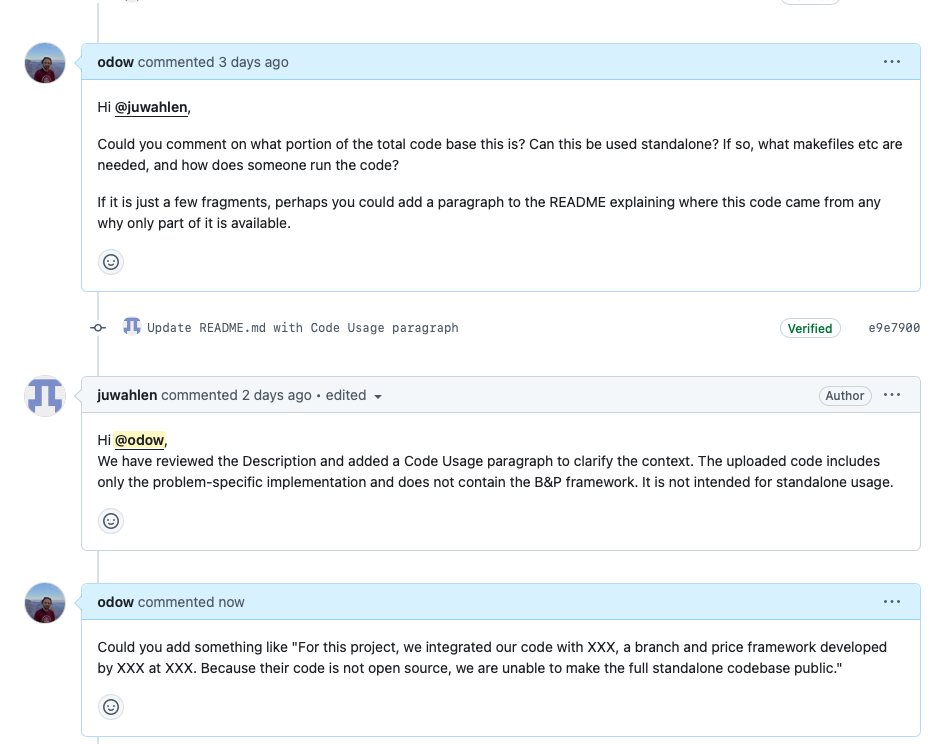 odow commented 3 days ago
Hi @juwahlen,
Could you comment on what portion of the total code base this is? Can this be used standalone? If so, what makefiles etc are
needed, and how does someone run the code?
If it is just a few fragments, perhaps you could add a paragraph to the README explaining where this code came from any
why only part of it is available.
Update README.md with Code Usage paragraph Verified e9e7900
juwahlen commented 2 days ago • edited Author
Hi @odow,
We have reviewed the Description and added a Code Usage paragraph to clarify the context. The uploaded code includes
only the problem-specific implementation and does not contain the B&P framework. It is not intended for standalone usage.
odow commented now
Could you add something like "For this project, we integrated our code with XXX, a branch and price framework developed
by XXX at XXX. Because their code is not open source, we are unable to make the full standalone codebase public."